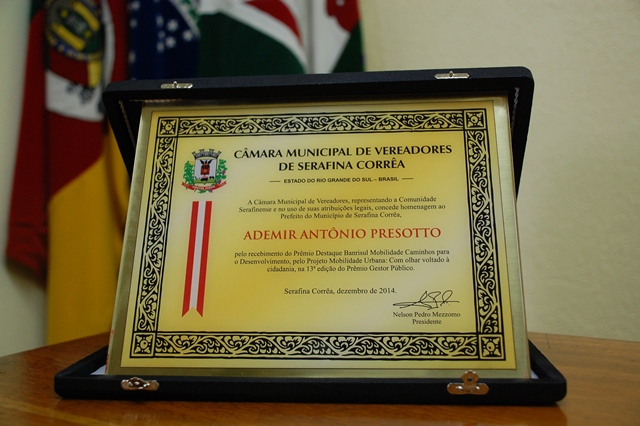 CÂMARA MUNICIPAL DE VEREADORES
DE SERAFINA CORRÊA
ESTADO DO RIO GRANDE DO SUL – BRASIL
A Câmara Municipal de Vereadores, representando a Comunidade
Serafinense e no uso de suas atribuições legais, concede homenagem ao
Prefeito do Município de Serafina Corrêa,
ADEMIR ANTÔNIO PRESOTTO
pelo recebimento do Prêmio Destaque Banrisul Mobilidade Caminhos para
o Desenvolvimento, pelo Projeto Mobilidade Urbana: Com olhar voltado à
cidadania, na 13ª edição do Prêmio Gestor Público.
Serafina Corrêa, dezembro de 2014.
Nelson Pedro Mezzomo
Presidente